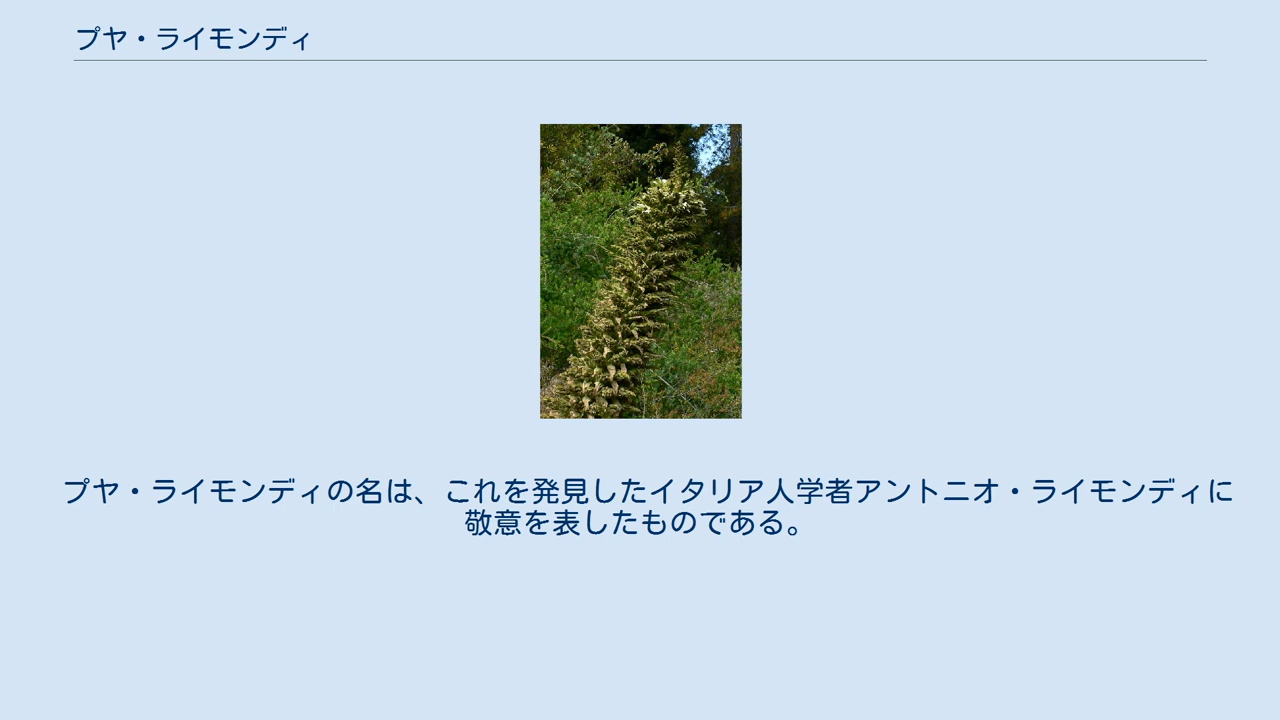 プヤ・ライモンディ
プヤ・ライモンディの名は、これを発見したイタリア人学者アントニオ・ライモンディに
敬意を表したものである。